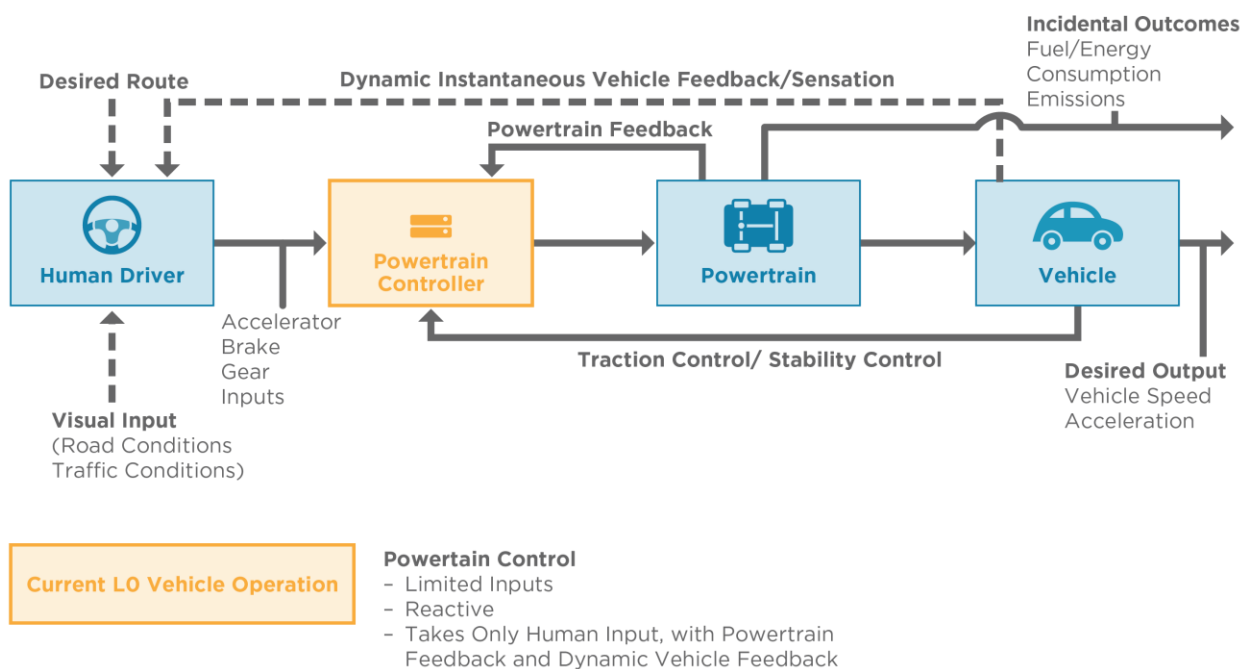 Incidental Outcomes
Fuel/Energy
Consumption
Emissions
Desired Route
Dynamic Instantaneous Vehicle Feedback/Sensation
Powertrain Feedback
Human Driver
Powertrain
Controller
Powertrain
Vehicle
Accelerator
Brake
Gear
Inputs
Traction Control/ Stability Control
Desired Output
Vehicle Speed
Acceleration
Visual Input
(Road Conditions
Traffic Conditions)
Current L0 Vehicle Operation
Powertain Control
– Limited Inputs
– Reactive
– Takes Only Human Input, with Powertrain
Feedback and Dynamic Vehicle Feedback